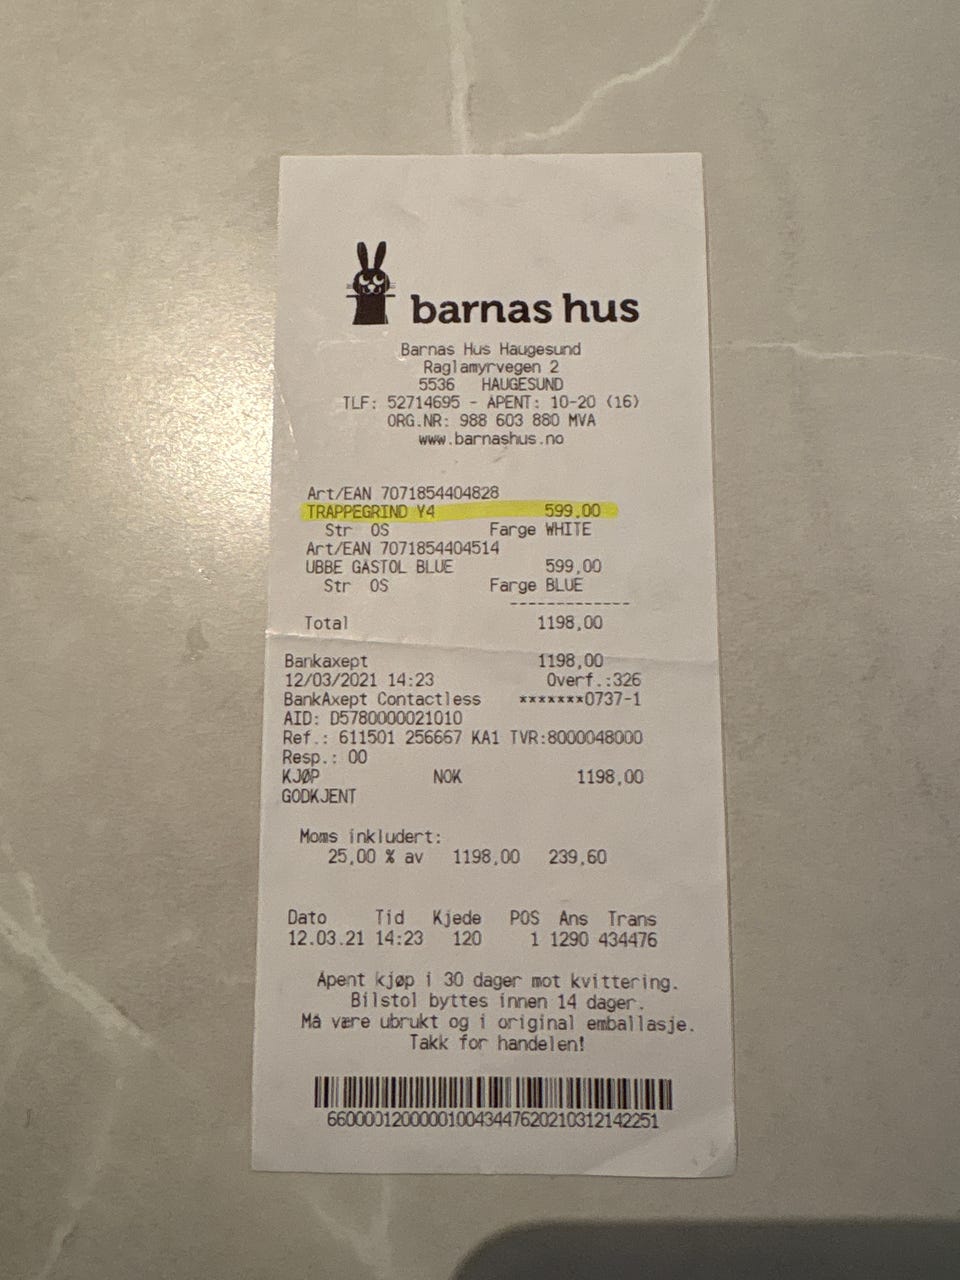 barnas hus
Barnas Hus Haugesund
Raglamyrvegen 2
5536 HAUGESUND
TLF: 52714695 - ÅPENT: 10-20 (16)
ORG.NR: 988 603 880 MVA
www.barnashus.no
Art/EAN 7071854404828
TRAPPEGRIND Y4 599,00
Str OS Farge WHITE
Art/EAN 7071854404514
UBBE GÅSTOL BLUE 599,00
Str OS Farge BLUE
-------------
Total 1198,00
Bankaxept 1198,00
12/03/2021 14:23 Overf.:326
BankAxept Contactless *******0737-1
AID: D5780000021010
Ref.: 611501 256667 KA1 TVR:8000048000
Resp.: 00
KJØP NOK 1198,00
GODKJENT
Moms inkludert:
25,00 % av 1198,00 239,60
Dato Tid Kjede POS Ans Trans
12.03.21 14:23 120 1 1290 434476
Åpent kjøp i 30 dager mot kvittering.
Bilstol byttes innen 14 dager.
Må være ubrukt og i original emballasje.
Takk for handelen!
66000012000001004344762021031214​2251